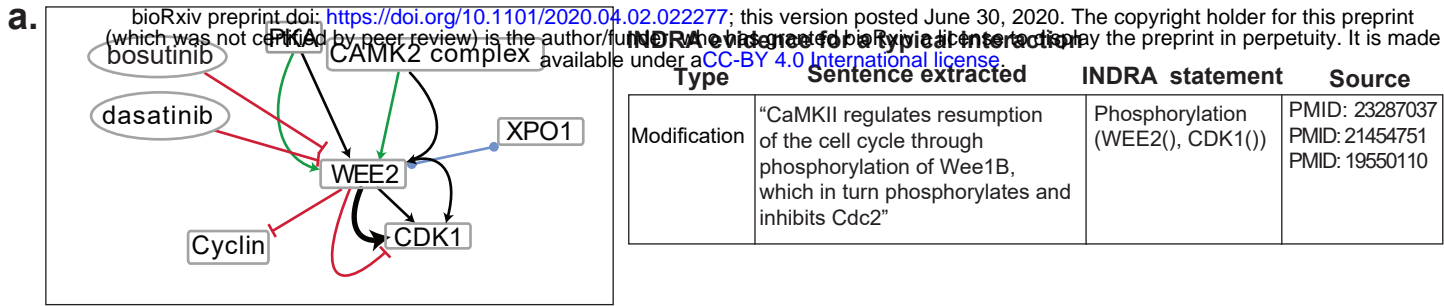 a.
bioRxiv preprint doi: https://doi.org/10.1101/2020.04.02.022277; this version posted June 30, 2020. The copyright holder for this preprint
(which was not certified by peer review) is the author/funder, who has granted bioRxiv a license to display the preprint in perpetuity. It is made
available under aCC-BY 4.0 International license.
PKA
bosutinib
CAMK2 complex
dasatinib
XPO1
WEE2
Cyclin
CDK1
INDRA evidence for a typical interaction
Type Sentence extracted INDRA statement Source
Modification
“CaMKII regulates resumption
of the cell cycle through
phosphorylation of Wee1B,
which in turn phosphorylates and
inhibits Cdc2”
Phosphorylation
(WEE2(), CDK1())
PMID: 23287037
PMID: 21454751
PMID: 19550110